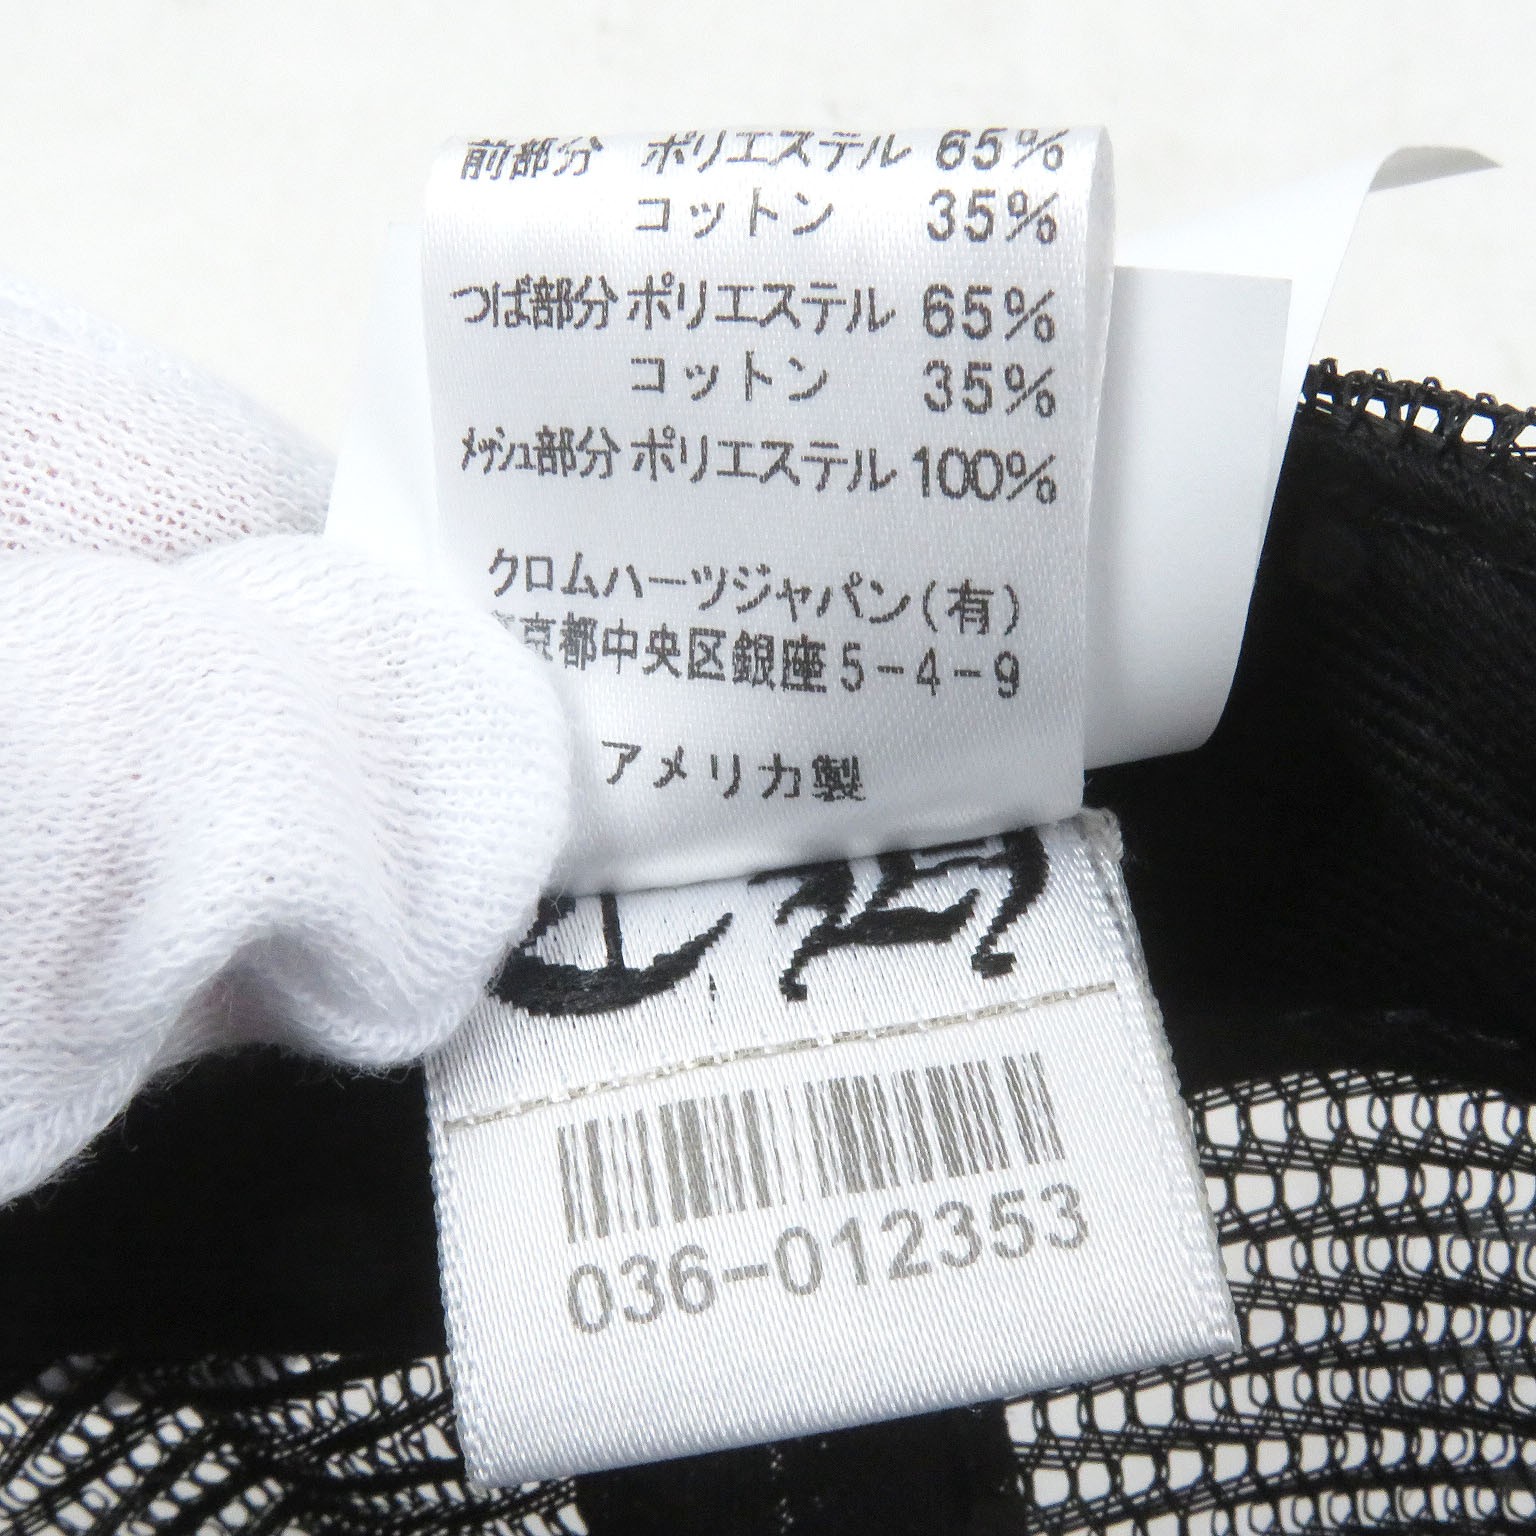 前部分 ポリエステル 65%
コットン 35%
つば部分 ポリエステル 65%
コットン 35%
メッシュ部分 ポリエステル 100%
クロムハーツジャパン(有)
京都中央区銀座5-4-9
アメリカ製
036-012353